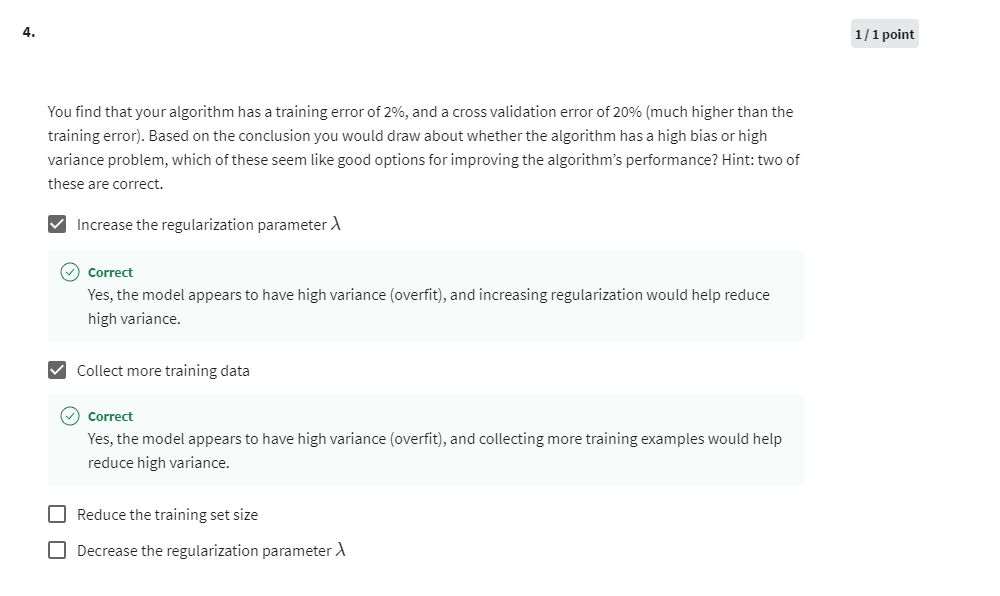 4.
1 / 1 point
You find that your algorithm has a training error of 2%, and a cross validation error of 20% (much higher than the
training error). Based on the conclusion you would draw about whether the algorithm has a high bias or high
variance problem, which of these seem like good options for improving the algorithm’s performance? Hint: two of
these are correct.
Increase the regularization parameter λ
Correct
Yes, the model appears to have high variance (overfit), and increasing regularization would help reduce
high variance.
Collect more training data
Correct
Yes, the model appears to have high variance (overfit), and collecting more training examples would help
reduce high variance.
Reduce the training set size
Decrease the regularization parameter λ